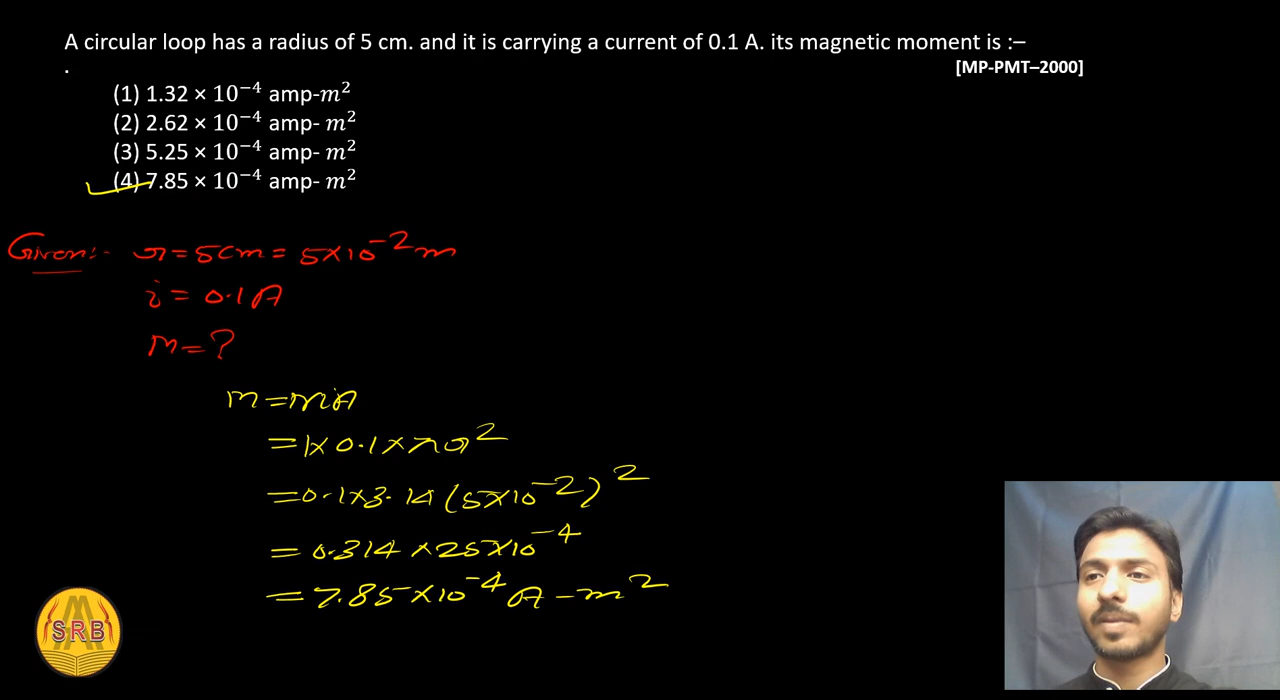 A circular loop has a radius of 5 cm. and it is carrying a current of 0.1 A. its magnetic moment is :–
.
[MP-PMT–2000]
(1) 1.32 × 10⁻⁴ amp-m²
(2) 2.62 × 10⁻⁴ amp- m²
(3) 5.25 × 10⁻⁴ amp- m²
(4) 7.85 × 10⁻⁴ amp- m²
Given:- r = 5cm = 5×10⁻² m
i = 0.1A
M = ?
M = niA
= 1× 0.1 × πr²
= 0.1×3.14 (5×10⁻²)²
= 0.314 ×25×10⁻⁴
= 7.85×10⁻⁴ A-m²
SRB